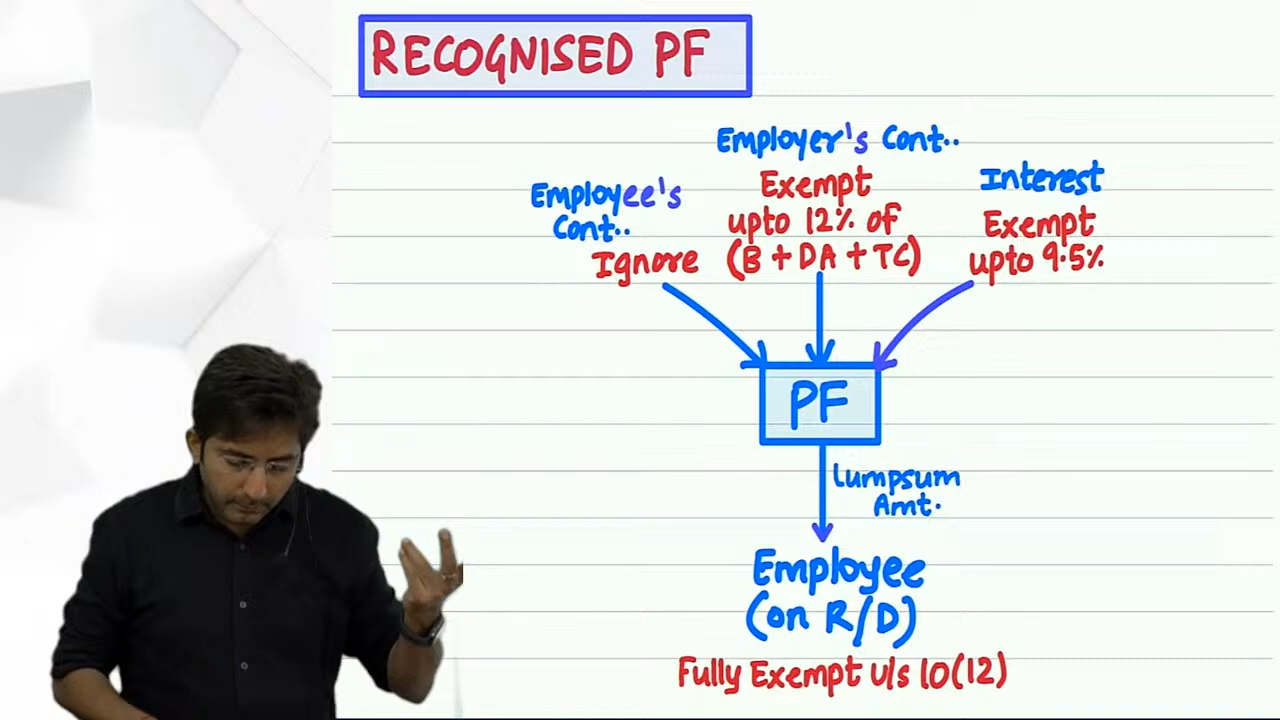 RECOGNISED PF
Employer's Cont..
Exempt
upto 12% of
(B + DA + TC)
Employee's
Cont..
Ignore
Interest
Exempt
upto 9.5%
PF
Lumpsum
Amt.
Employee
(on R/D)
Fully Exempt u/s 10(12)